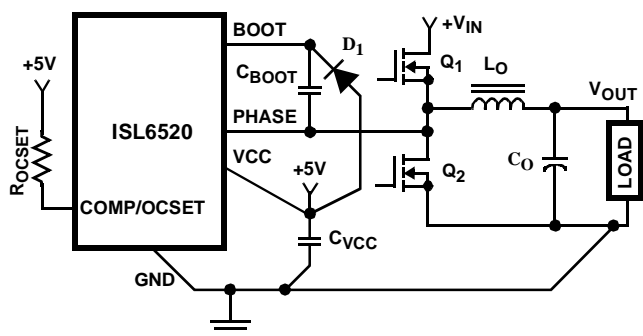 +VIN
BOOT
D1
+5V
CBOOT
Q1
LO
VOUT
ISL6520
PHASE
VCC
+5V
ROCSET
Q2
CO
LOAD
COMP/OCSET
CVCC
GND